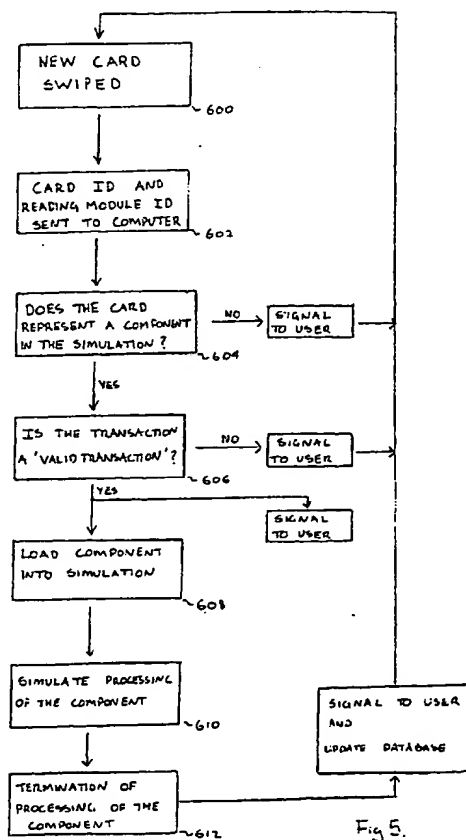 NEW CARD
SWIPED
600
CARD ID AND
READING MODULE ID
SENT TO COMPUTER
602
DOES THE CARD
REPRESENT A COMPONENT
IN THE SIMULATION?
604
NO
SIGNAL
TO USER
YES
IS THE TRANSACTION
A 'VALID TRANSACTION'?
606
NO
SIGNAL
TO USER
YES
SIGNAL
TO USER
LOAD COMPONENT
INTO SIMULATION
608
SIMULATE PROCESSING
OF THE COMPONENT
610
SIGNAL TO USER
AND
UPDATE DATABASE
TERMINATION OF
PROCESSING OF THE
COMPONENT
612
Fig 5.